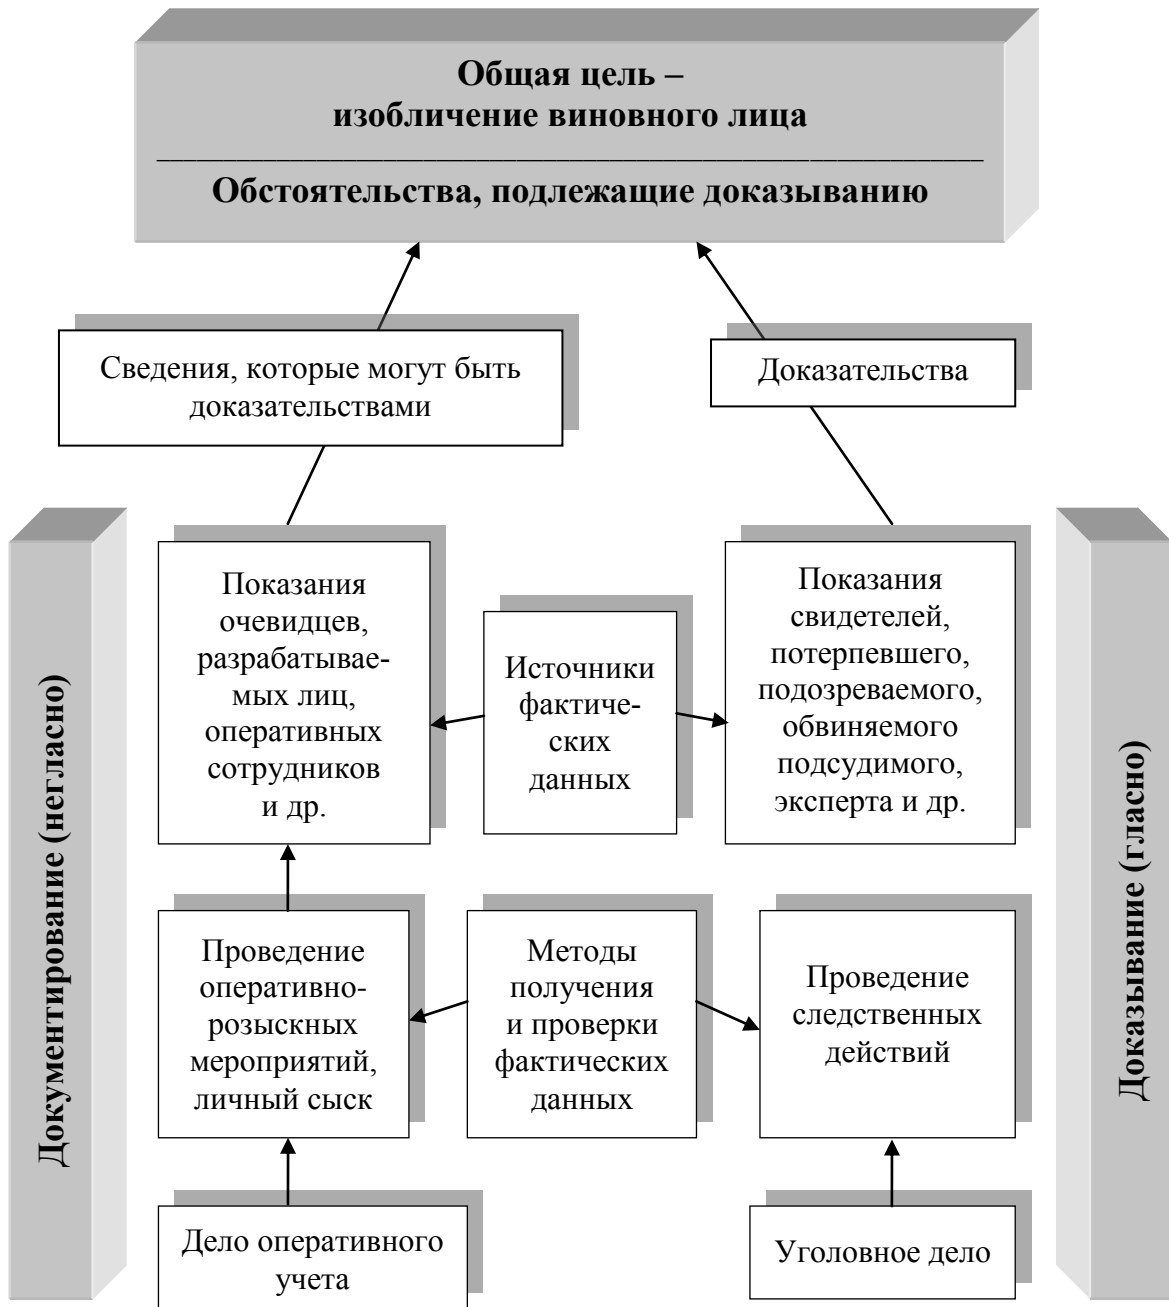 Общая цель –
изобличение виновного лица
Обстоятельства, подлежащие доказыванию
Сведения, которые могут быть
доказательствами
Доказательства
Документирование (негласно)
Показания
очевидцев,
разрабатывае-
мых лиц,
оперативных
сотрудников
и др.
Источники
фактиче-
ских
данных
Показания
свидетелей,
потерпевшего,
подозреваемого,
обвиняемого
подсудимого,
эксперта и др.
Доказывание (гласно)
Проведение
оперативно-
розыскных
мероприятий,
личный сыск
Методы
получения
и проверки
фактических
данных
Проведение
следственных
действий
Дело оперативного
учета
Уголовное дело